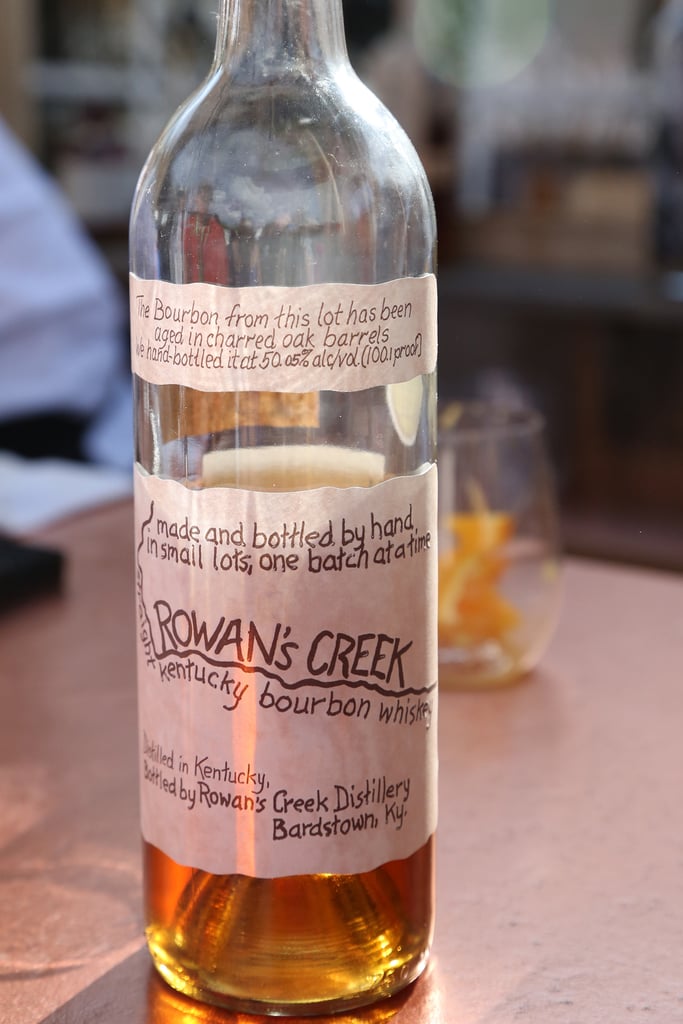 The Bourbon from this lot has been
aged in charred oak barrels
We hand-bottled it at 50.05% alc/vol. (100.1 proof)
made and bottled by hand,
in small lots, one batch at a time
straight
ROWAN's CREEK
kentucky bourbon whiskey
Distilled in Kentucky,
Bottled by Rowan's Creek Distillery
Bardstown, Ky.